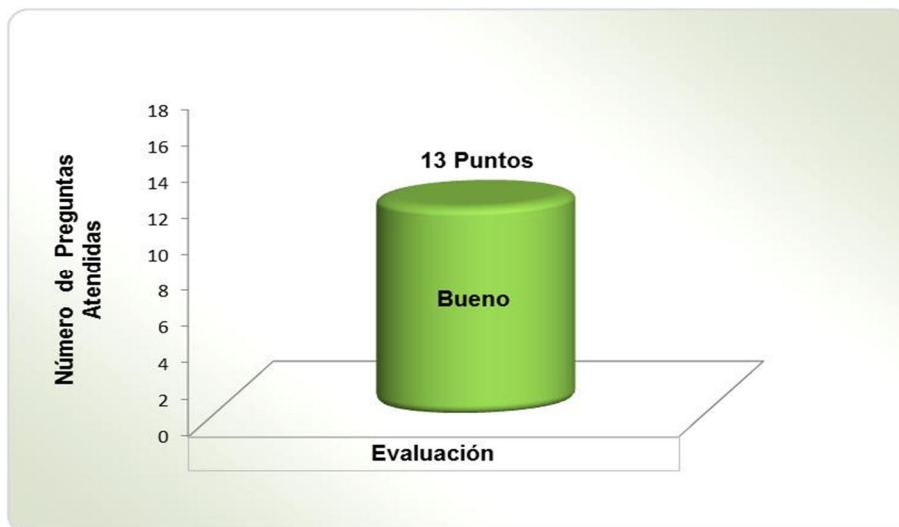 Número de Preguntas
Atendidas
18
16
14
12
10
8
6
4
2
0
13 Puntos
Bueno
Evaluación